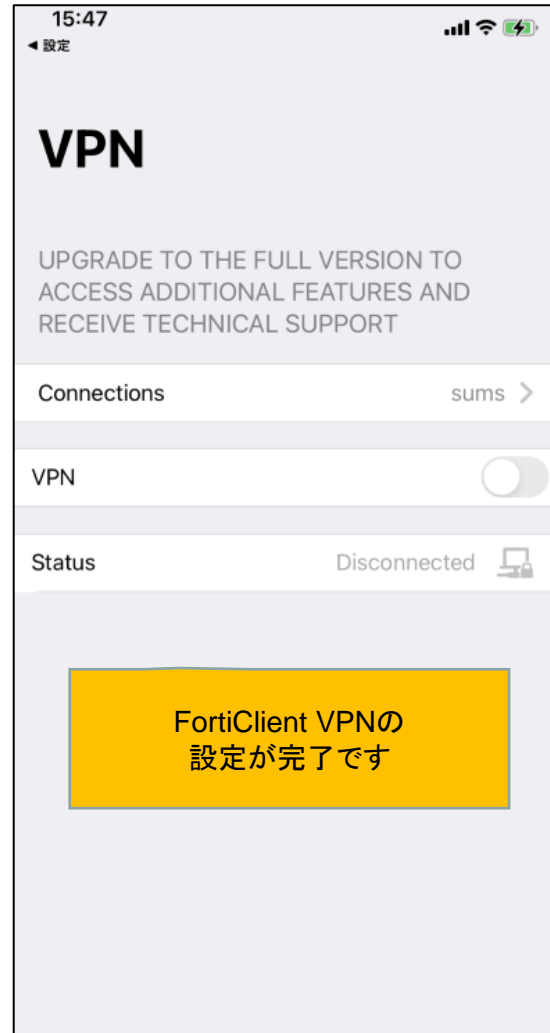 15:47
◀ 設定
VPN
UPGRADE TO THE FULL VERSION TO
ACCESS ADDITIONAL FEATURES AND
RECEIVE TECHNICAL SUPPORT
Connections sums >
VPN
Status Disconnected
FortiClient VPNの
設定が完了です